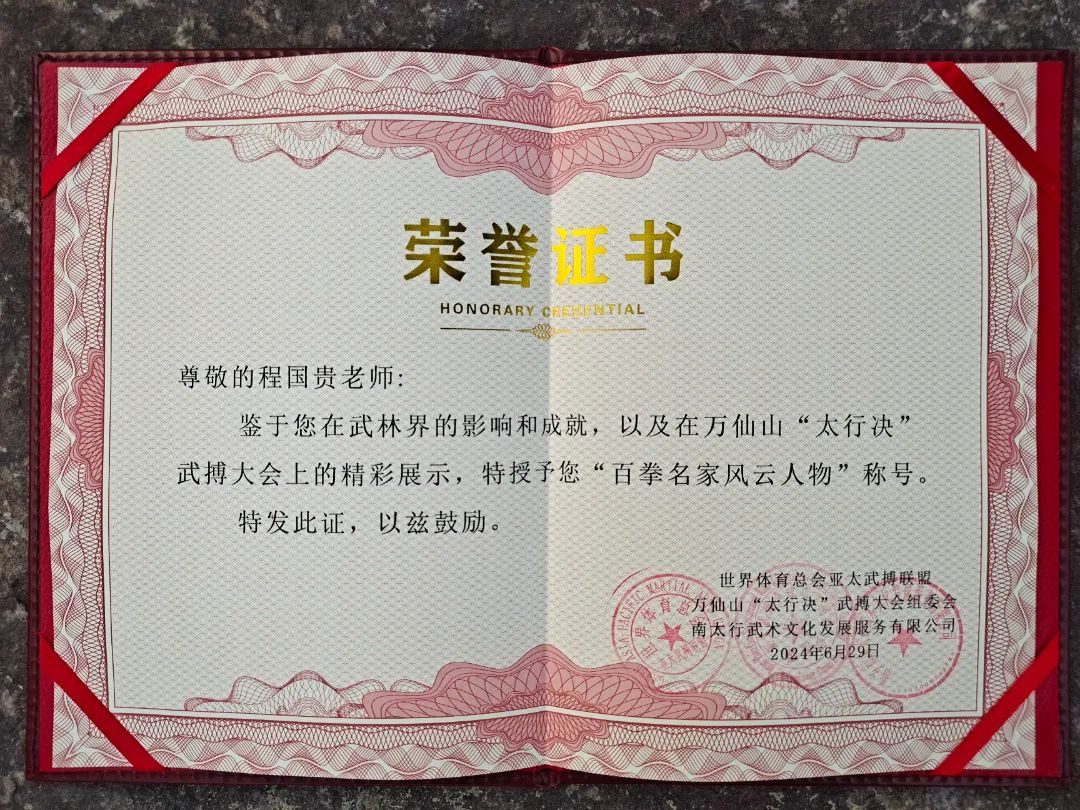 荣誉证书
HONORARY CREDENTIAL
尊敬的程国贵老师:
鉴于您在武林界的影响和成就，以及在万仙山“太行决”
武搏大会上的精彩展示，特授予您“百拳名家风云人物”称号。
特发此证，以兹鼓励。
世界体育总会亚太武搏联盟
万仙山“太行决”武搏大会组委会
南太行武术文化发展服务有限公司
2024年6月29日